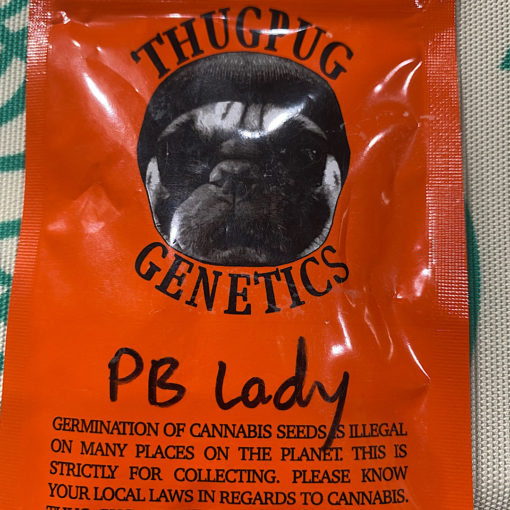 THUGPUG
GENETICS
PB Lady
GERMINATION OF CANNABIS SEEDS IS ILLEGAL
ON MANY PLACES ON THE PLANET. THIS IS
STRICTLY FOR COLLECTING. PLEASE KNOW
YOUR LOCAL LAWS IN REGARDS TO CANNABIS.